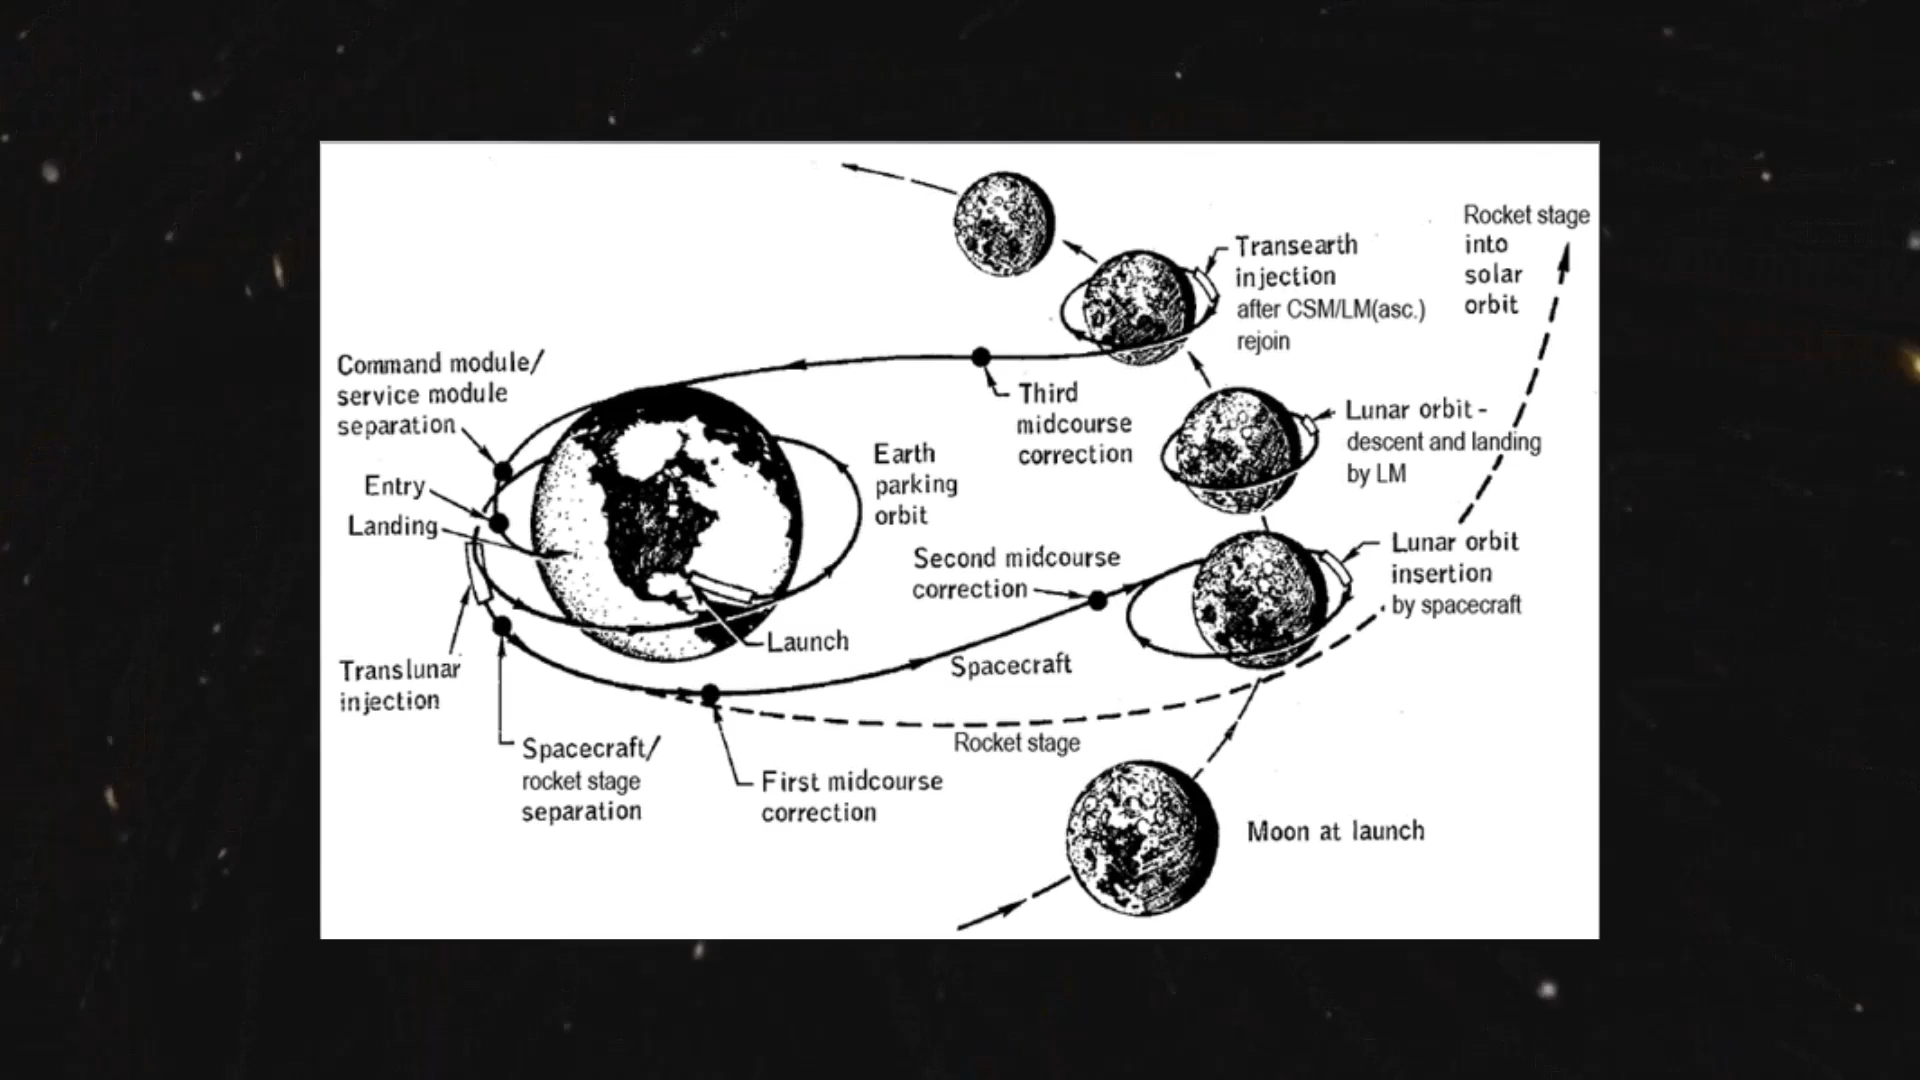 Rocket stage
into
solar
orbit
Transearth
injection
after CSM/LM(asc.)
rejoin
Command module/
service module
separation
Third
midcourse
correction
Lunar orbit -
descent and landing
by LM
Earth
parking
orbit
Entry
Landing
Second midcourse
correction
Lunar orbit
insertion
by spacecraft
Launch
Spacecraft
Translunar
injection
Rocket stage
Spacecraft/
rocket stage
separation
First midcourse
correction
Moon at launch